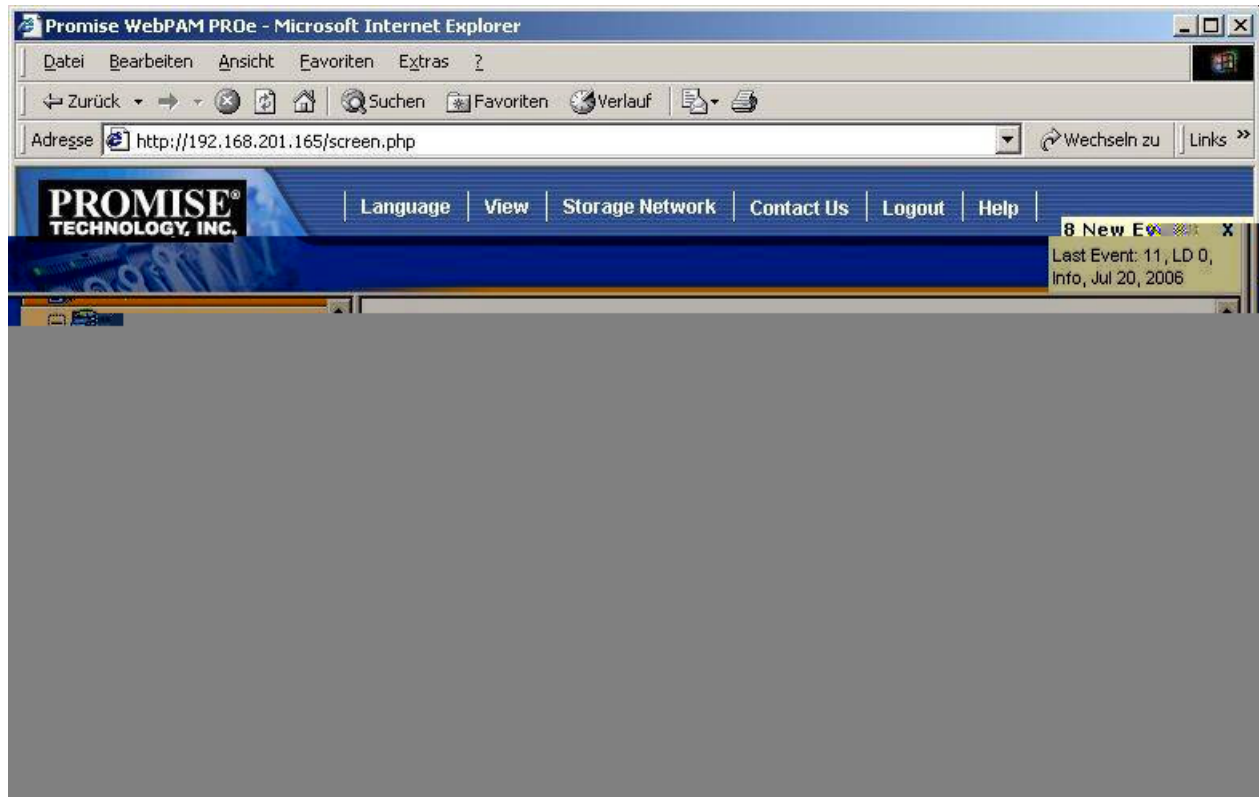 Promise WebPAM PROe - Microsoft Internet Explorer
Datei Bearbeiten Ansicht Favoriten Extras ?
Zurück Suchen Favoriten Verlauf
Adresse http://192.168.201.165/screen.php Wechseln zu Links »
PROMISE®
TECHNOLOGY, INC.
Language View Storage Network Contact Us Logout Help
8 New X
Last Event: 11, LD 0,
Info, Jul 20, 2006